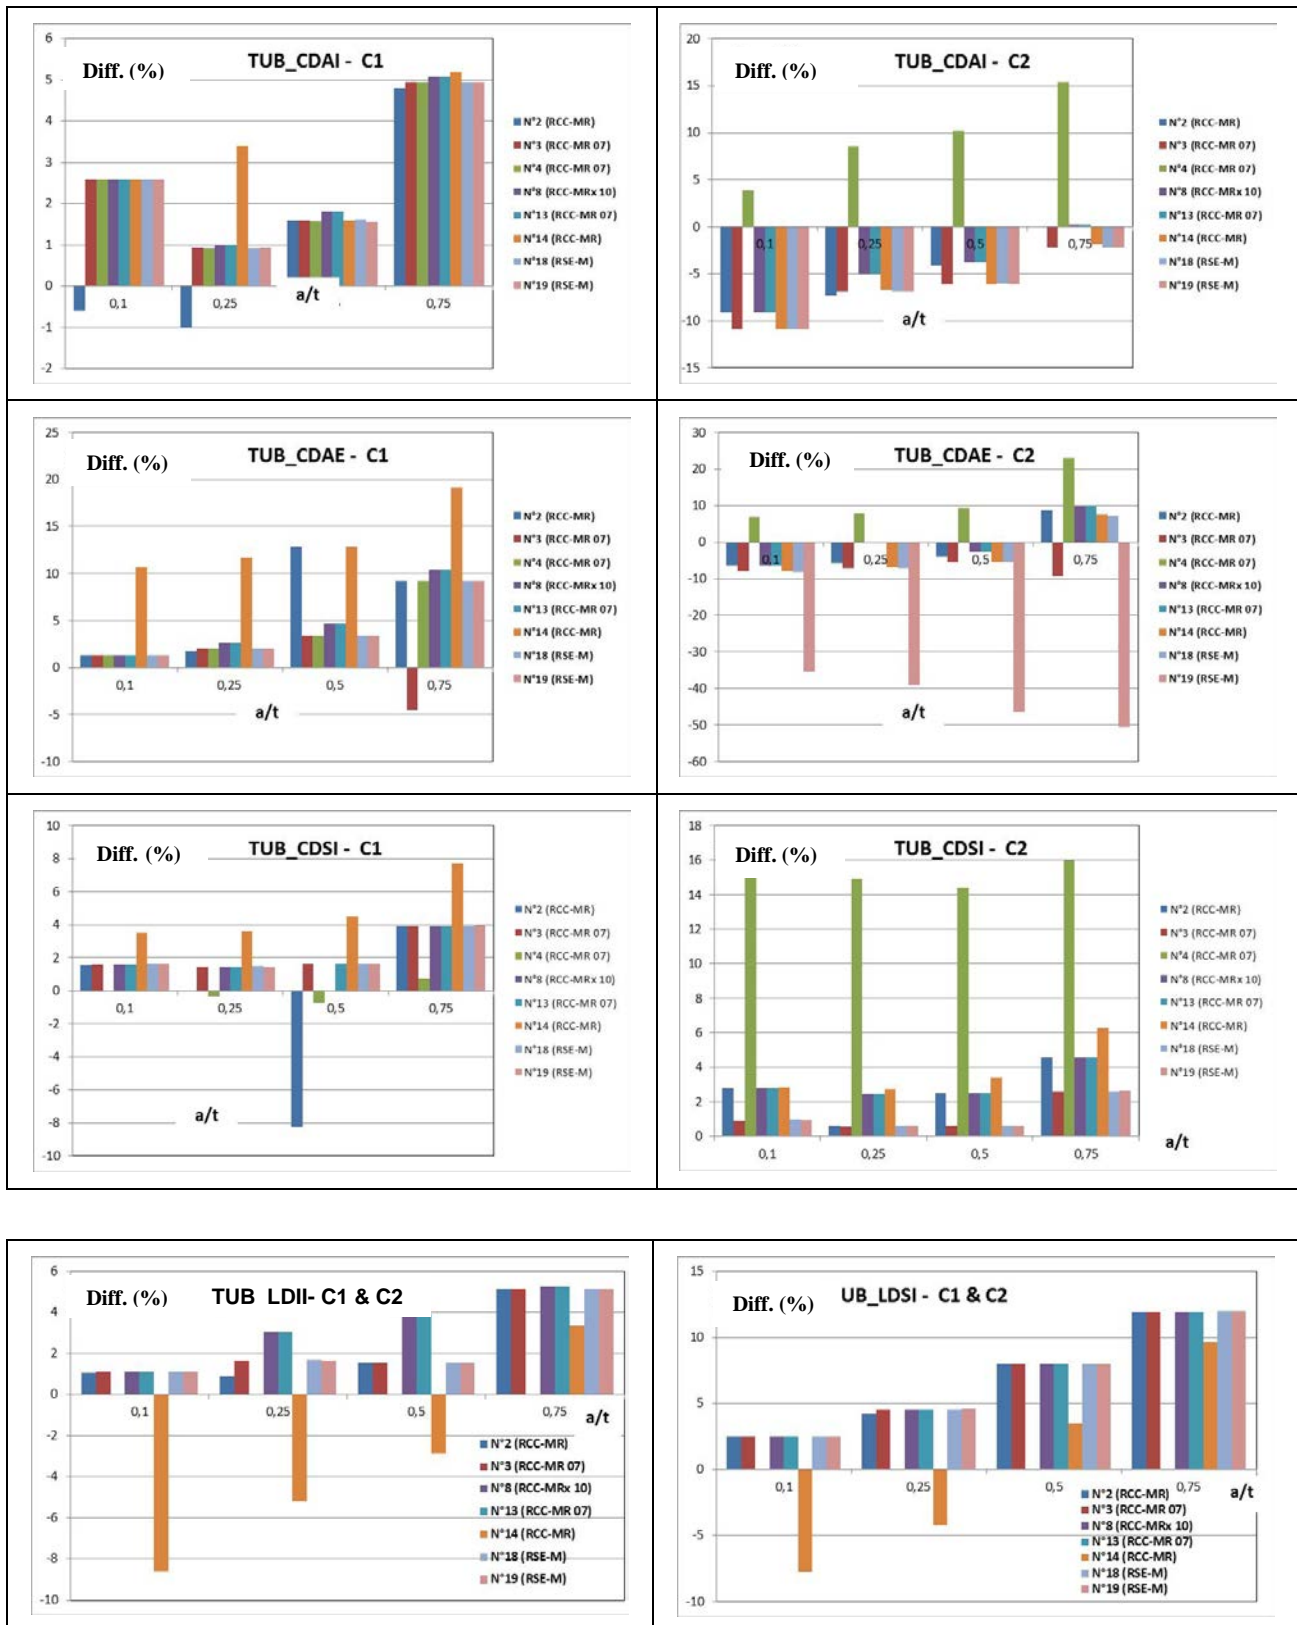 TUB_CDAI - C1
Diff. (%)
6
5
4
3
2
1
0
-1
-2
0,1
0,25
0,75
a/t
N°2 (RCC-MR)
N°3 (RCC-MR 07)
N°4 (RCC-MR 07)
N°8 (RCC-MRx 10)
N°13 (RCC-MR 07)
N°14 (RCC-MR)
N°18 (RSE-M)
N°19 (RSE-M)
TUB_CDAI - C2
Diff. (%)
20
15
10
5
0
-5
-10
-15
0,1
0,25
0,5
0,75
a/t
N°2 (RCC-MR)
N°3 (RCC-MR 07)
N°4 (RCC-MR 07)
N°8 (RCC-MRx 10)
N°13 (RCC-MR 07)
N°14 (RCC-MR)
N°18 (RSE-M)
N°19 (RSE-M)
TUB_CDAE - C1
Diff. (%)
25
20
15
10
5
0
-5
-10
0,1
0,25
0,5
0,75
a/t
N°2 (RCC-MR)
N°3 (RCC-MR 07)
N°4 (RCC-MR 07)
N°8 (RCC-MRx 10)
N°13 (RCC-MR 07)
N°14 (RCC-MR)
N°18 (RSE-M)
N°19 (RSE-M)
TUB_CDAE - C2
Diff. (%)
30
20
10
0
-10
-20
-30
-40
-50
-60
0,1
0,25
0,5
0,75
a/t
N°2 (RCC-MR)
N°3 (RCC-MR 07)
N°4 (RCC-MR 07)
N°8 (RCC-MRx 10)
N°13 (RCC-MR 07)
N°14 (RCC-MR)
N°18 (RSE-M)
N°19 (RSE-M)
TUB_CDSI - C1
Diff. (%)
10
8
6
4
2
0
-2
-4
-6
-8
-10
0,1
0,25
0,5
0,75
a/t
N°2 (RCC-MR)
N°3 (RCC-MR 07)
N°4 (RCC-MR 07)
N°8 (RCC-MRx 10)
N°13 (RCC-MR 07)
N°14 (RCC-MR)
N°18 (RSE-M)
N°19 (RSE-M)
TUB_CDSI - C2
Diff. (%)
18
16
14
12
10
8
6
4
2
0
0,1
0,25
0,5
0,75
a/t
N°2 (RCC-MR)
N°3 (RCC-MR 07)
N°4 (RCC-MR 07)
N°8 (RCC-MRx 10)
N°13 (RCC-MR 07)
N°14 (RCC-MR)
N°18 (RSE-M)
N°19 (RSE-M)
Diff. (%) TUB LDII- C1 & C2
6
4
2
0
-2
-4
-6
-8
-10
0,1
0,25
0,5
0,75
a/t
N°2 (RCC-MR)
N°3 (RCC-MR 07)
N°8 (RCC-MRx 10)
N°13 (RCC-MR 07)
N°14 (RCC-MR)
N°18 (RSE-M)
N°19 (RSE-M)
UB_LDSI - C1 & C2
Diff. (%)
15
10
5
0
-5
-10
0,1
0,25
0,5
0,75
a/t
N°2 (RCC-MR)
N°3 (RCC-MR 07)
N°8 (RCC-MRx 10)
N°13 (RCC-MR 07)
N°14 (RCC-MR)
N°18 (RSE-M)
N°19 (RSE-M)